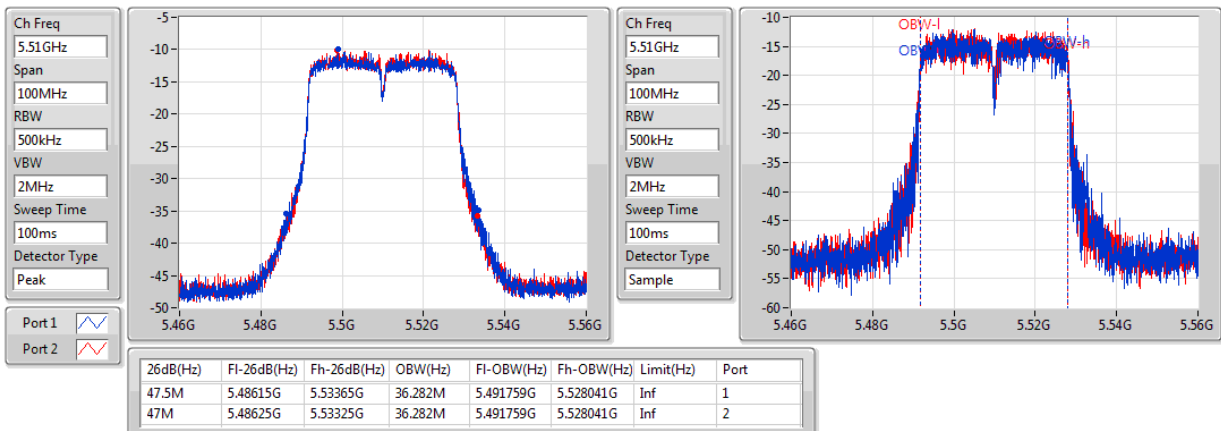 Ch Freq
5.51GHz
Span
100MHz
RBW
500kHz
VBW
2MHz
Sweep Time
100ms
Detector Type
Peak
Port 1
Port 2
-5
-10
-15
-20
-25
-30
-35
-40
-45
-50
5.46G 5.48G 5.5G 5.52G 5.54G 5.56G
Ch Freq
5.51GHz
Span
100MHz
RBW
500kHz
VBW
2MHz
Sweep Time
100ms
Detector Type
Sample
-10
-15
-20
-25
-30
-35
-40
-45
-50
-55
-60
OBW-l
OBW-h
5.46G 5.48G 5.5G 5.52G 5.54G 5.56G
26dB(Hz) Fl-26dB(Hz) Fh-26dB(Hz) OBW(Hz) Fl-OBW(Hz) Fh-OBW(Hz) Limit(Hz) Port
47.5M 5.48615G 5.53365G 36.282M 5.491759G 5.528041G Inf 1
47M 5.48625G 5.53325G 36.282M 5.491759G 5.528041G Inf 2